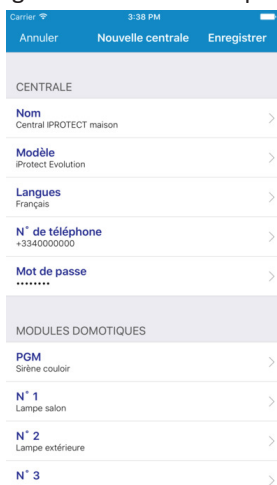 Carrier 3:38 PM
Annuler Nouvelle centrale Enregistrer
CENTRALE
Nom
Central IPROTECT maison
Modèle
iProtect Evolution
Langues
Français
N° de téléphone
+3340000000
Mot de passe
••••••••
MODULES DOMOTIQUES
PGM
Sirène couloir
N° 1
Lampe salon
N° 2
Lampe extérieure
N° 3